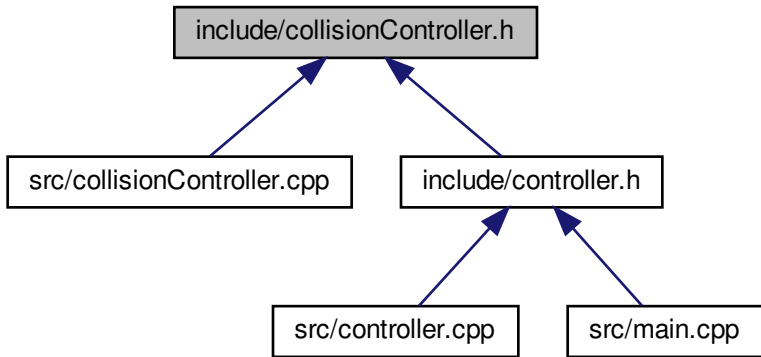 include/collisionController.h
src/collisionController.cpp
include/controller.h
src/controller.cpp
src/main.cpp